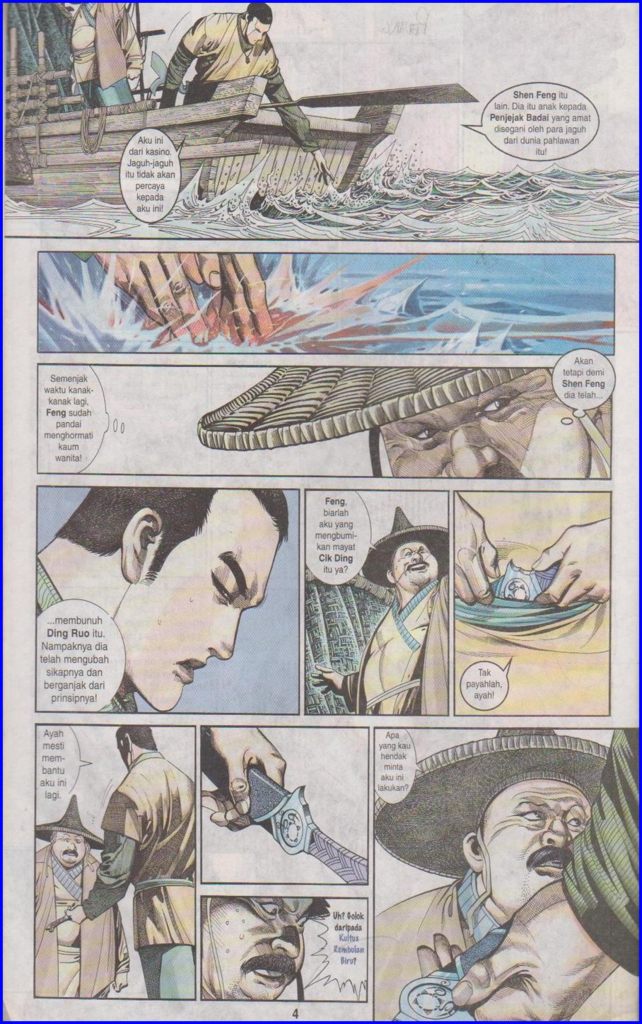 Shen Feng itu
lain. Dia itu anak kepada
Penjejak Badai yang amat
disegani oleh para jaguh
dari dunia pahlawan
itu!
Aku ini
dari kasino.
Jaguh-jaguh
itu tidak akan
percaya
kepada
aku ini!
Semenjak
waktu kanak-
kanak lagi,
Feng sudah
pandai
menghormati
kaum
wanita!
Akan
tetapi demi
Shen Feng
dia telah...
...membunuh
Ding Ruo itu.
Nampaknya dia
telah mengubah
sikapnya dan
berganjak dari
prinsipnya!
Feng,
biarlah
aku yang
mengbumi-
kan mayat
Cik Ding
itu ya?
Tak
payahlah,
ayah!
Ayah
mesti
mem-
bantu
aku ini
lagi.
Uh? Golok
daripada
Kultus
Rembulan
Biru?
Apa
yang kau
hendak
minta
aku ini
lakukan?
4